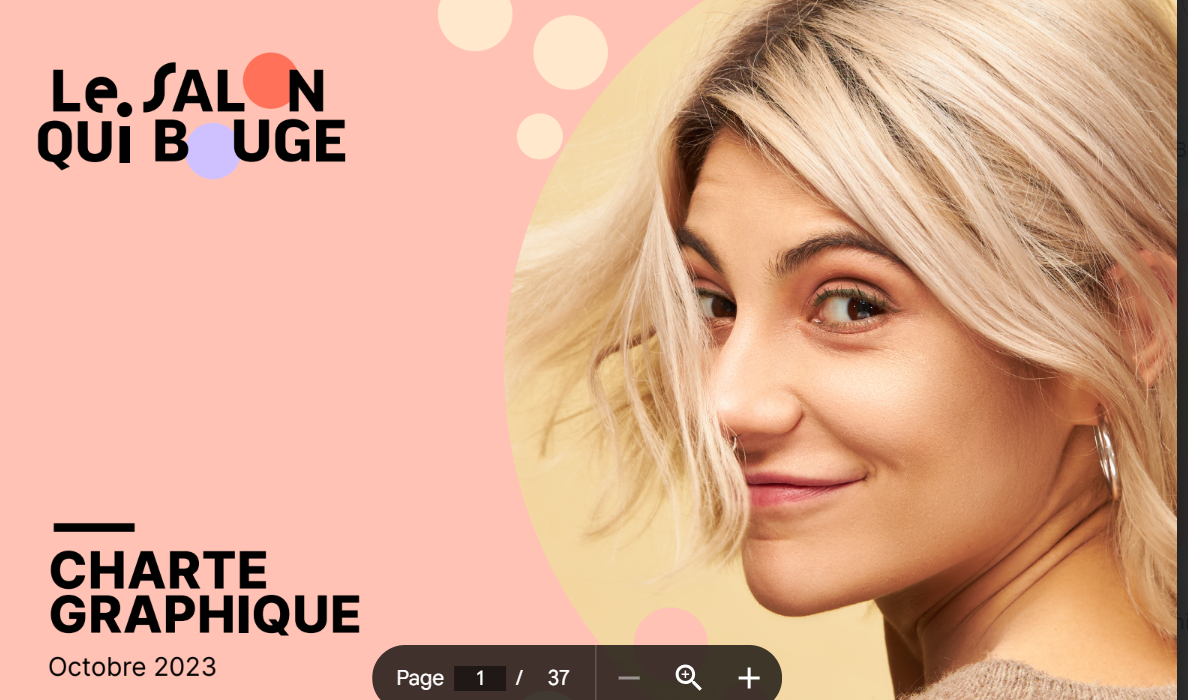 Le SALON
QUi BOUGE
CHARTE
GRAPHIQUE
Octobre 2023
Page 1 / 37